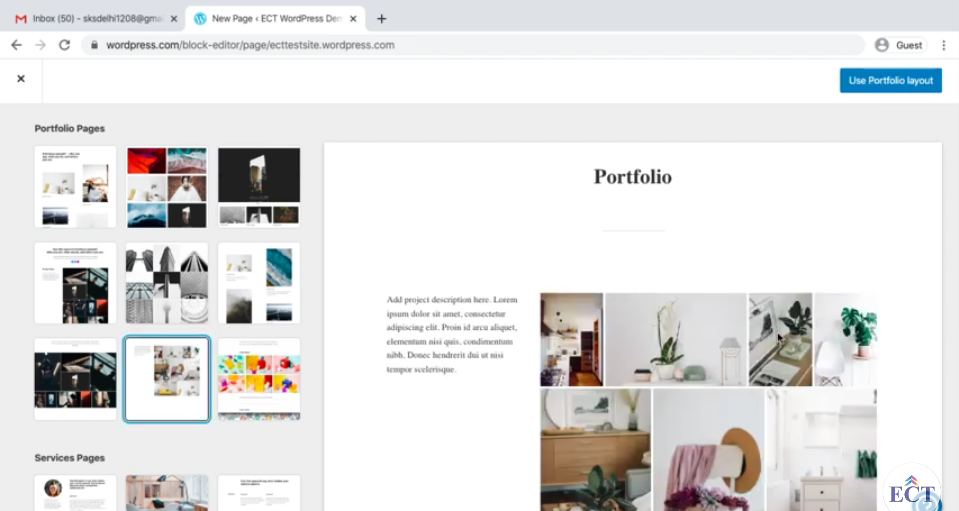 Inbox (50) - sksdelhi1208@gmai
New Page ‹ ECT WordPress Dem
wordpress.com/block-editor/page/ecttestsite.wordpress.com
Guest
Use Portfolio layout
Portfolio Pages
Portfolio
Add project description here. Lorem
ipsum dolor sit amet, consectetur
adipiscing elit. Proin id arcu aliquet,
elementum nisi quis, condimentum
nibh. Donec hendrerit dui ut nisi
tempor scelerisque.
Services Pages
ECT